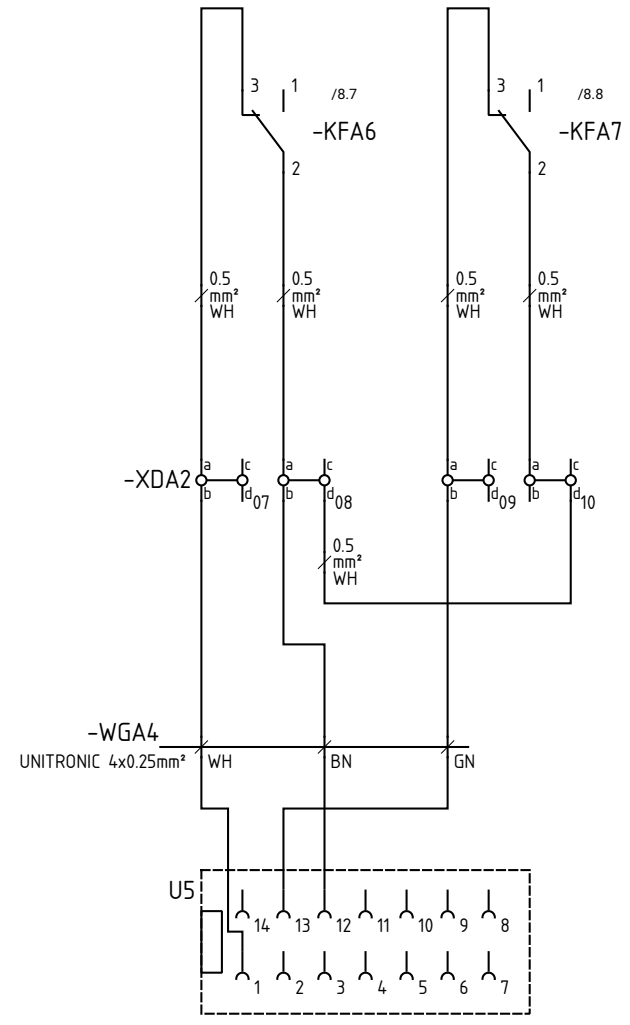 3 1 /8.7 3 1 /8.8
-KFA6 -KFA7
2 2
0.5 0.5 0.5 0.5
mm² mm² mm² mm²
WH WH WH WH
a c a c a c a c
-XDA2
b d 07 b d 08 b d 09 b d 10
0.5
mm²
WH
-WGA4
UNITRONIC 4x0.25mm² WH BN GN
U5
14 13 12 11 10 9 8
1 2 3 4 5 6 7